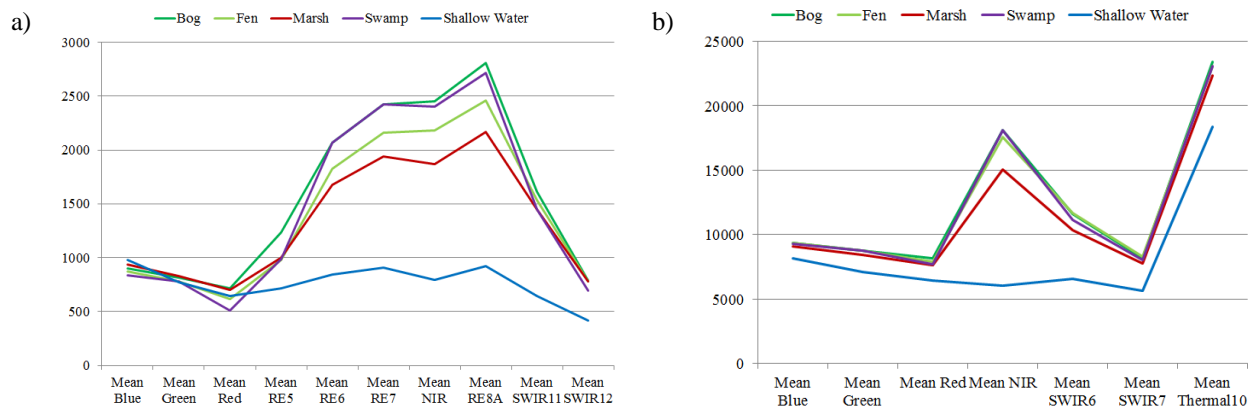 a)
Bog Fen Marsh Swamp Shallow Water
3000
2500
2000
1500
1000
500
0
Mean Blue
Mean Green
Mean Red
Mean RE5
Mean RE6
Mean RE7
Mean NIR
Mean RE8A
Mean SWIR11
Mean SWIR12
b)
Bog Fen Marsh Swamp Shallow Water
25000
20000
15000
10000
5000
0
Mean Blue
Mean Green
Mean Red
Mean NIR
Mean SWIR6
Mean SWIR7
Mean Thermal10